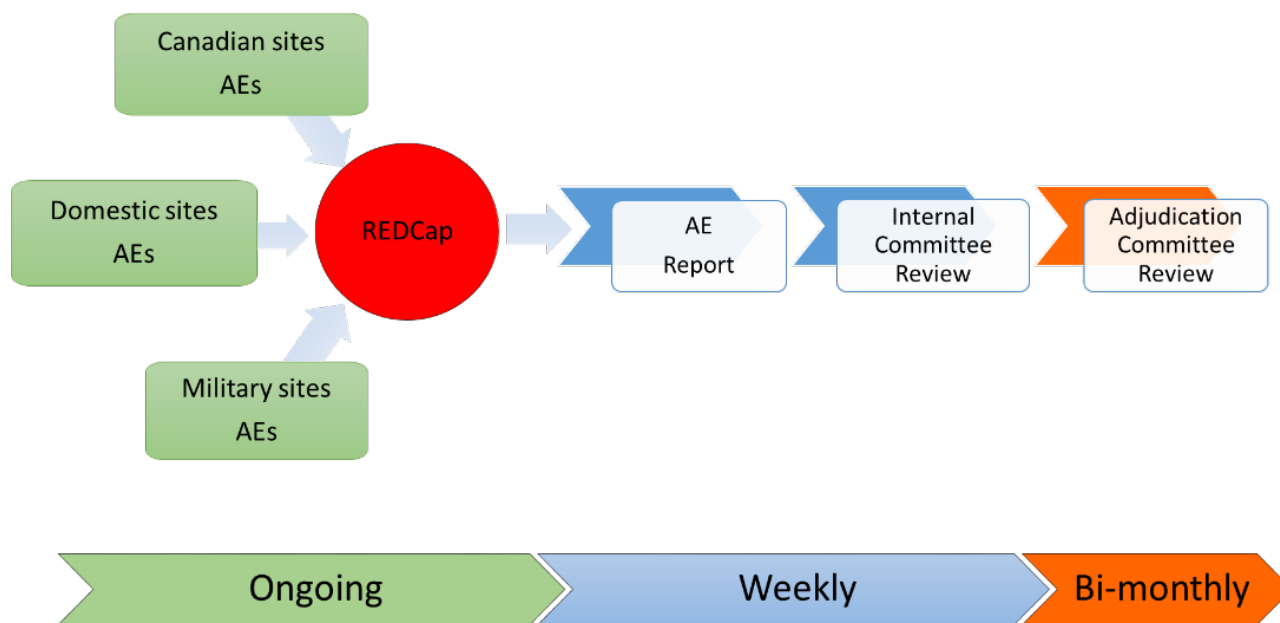 Canadian sites
AEs
Domestic sites
AEs
Military sites
AEs
REDCap
AE
Report
Internal
Committee
Review
Adjudication
Committee
Review
Ongoing
Weekly
Bi-monthly